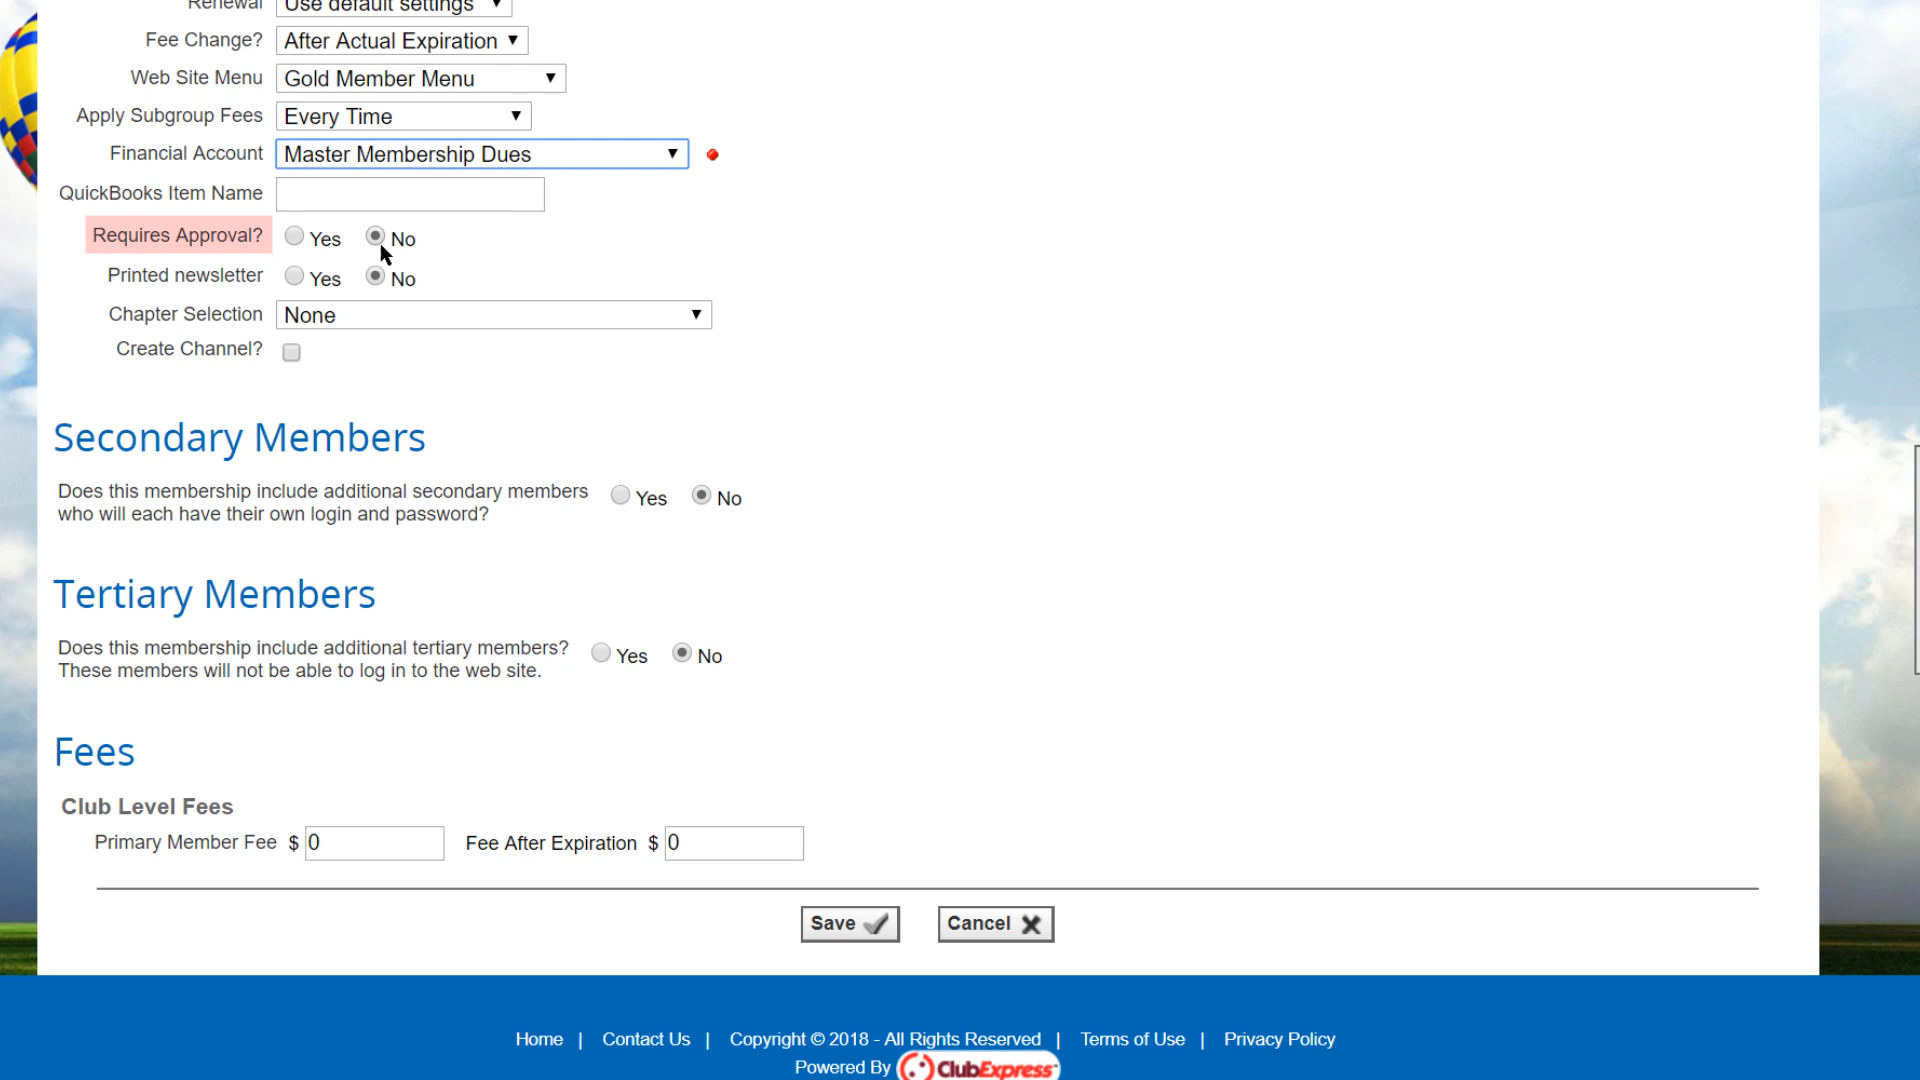 Renewal Use default settings
Fee Change? After Actual Expiration
Web Site Menu Gold Member Menu
Apply Subgroup Fees Every Time
Financial Account Master Membership Dues
QuickBooks Item Name
Requires Approval? Yes No
Printed newsletter Yes No
Chapter Selection None
Create Channel?
Secondary Members
Does this membership include additional secondary members
who will each have their own login and password? Yes No
Tertiary Members
Does this membership include additional tertiary members?
These members will not be able to log in to the web site. Yes No
Fees
Club Level Fees
Primary Member Fee $ 0 Fee After Expiration $ 0
Save Cancel
Home | Contact Us | Copyright © 2018 - All Rights Reserved | Terms of Use | Privacy Policy
Powered By ClubExpress